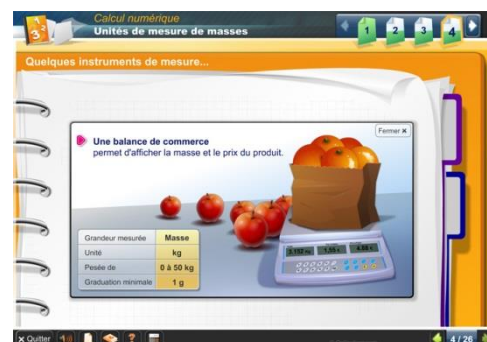 Calcul numérique
Unités de mesure de masses
1 2 3 4
Quelques instruments de mesure...
Fermer ✖
Une balance de commerce
permet d'afficher la masse et le prix du produit.
Grandeur mesurée Masse
Unité kg
Pesée de 0 à 50 kg
Graduation minimale 1 g
✖ Quitter
?
4 / 26